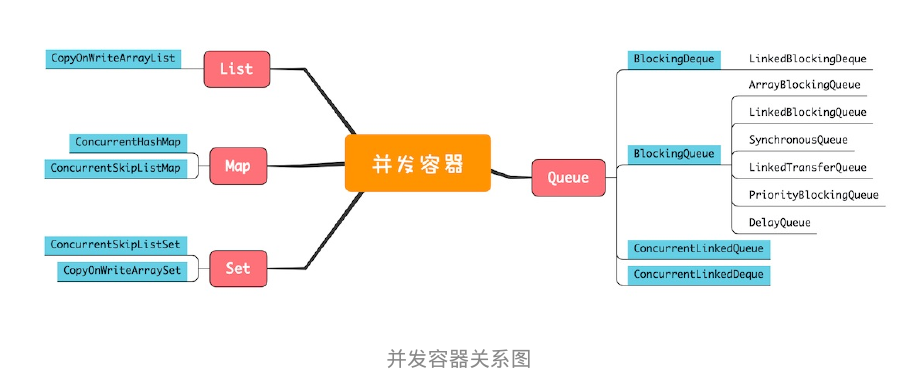 并发容器
List
CopyOnWriteArrayList
Map
ConcurrentHashMap
ConcurrentSkipListMap
Set
ConcurrentSkipListSet
CopyOnWriteArraySet
Queue
BlockingDeque
LinkedBlockingDeque
BlockingQueue
ArrayBlockingQueue
LinkedBlockingQueue
SynchronousQueue
LinkedTransferQueue
PriorityBlockingQueue
DelayQueue
ConcurrentLinkedQueue
ConcurrentLinkedDeque
并发容器关系图